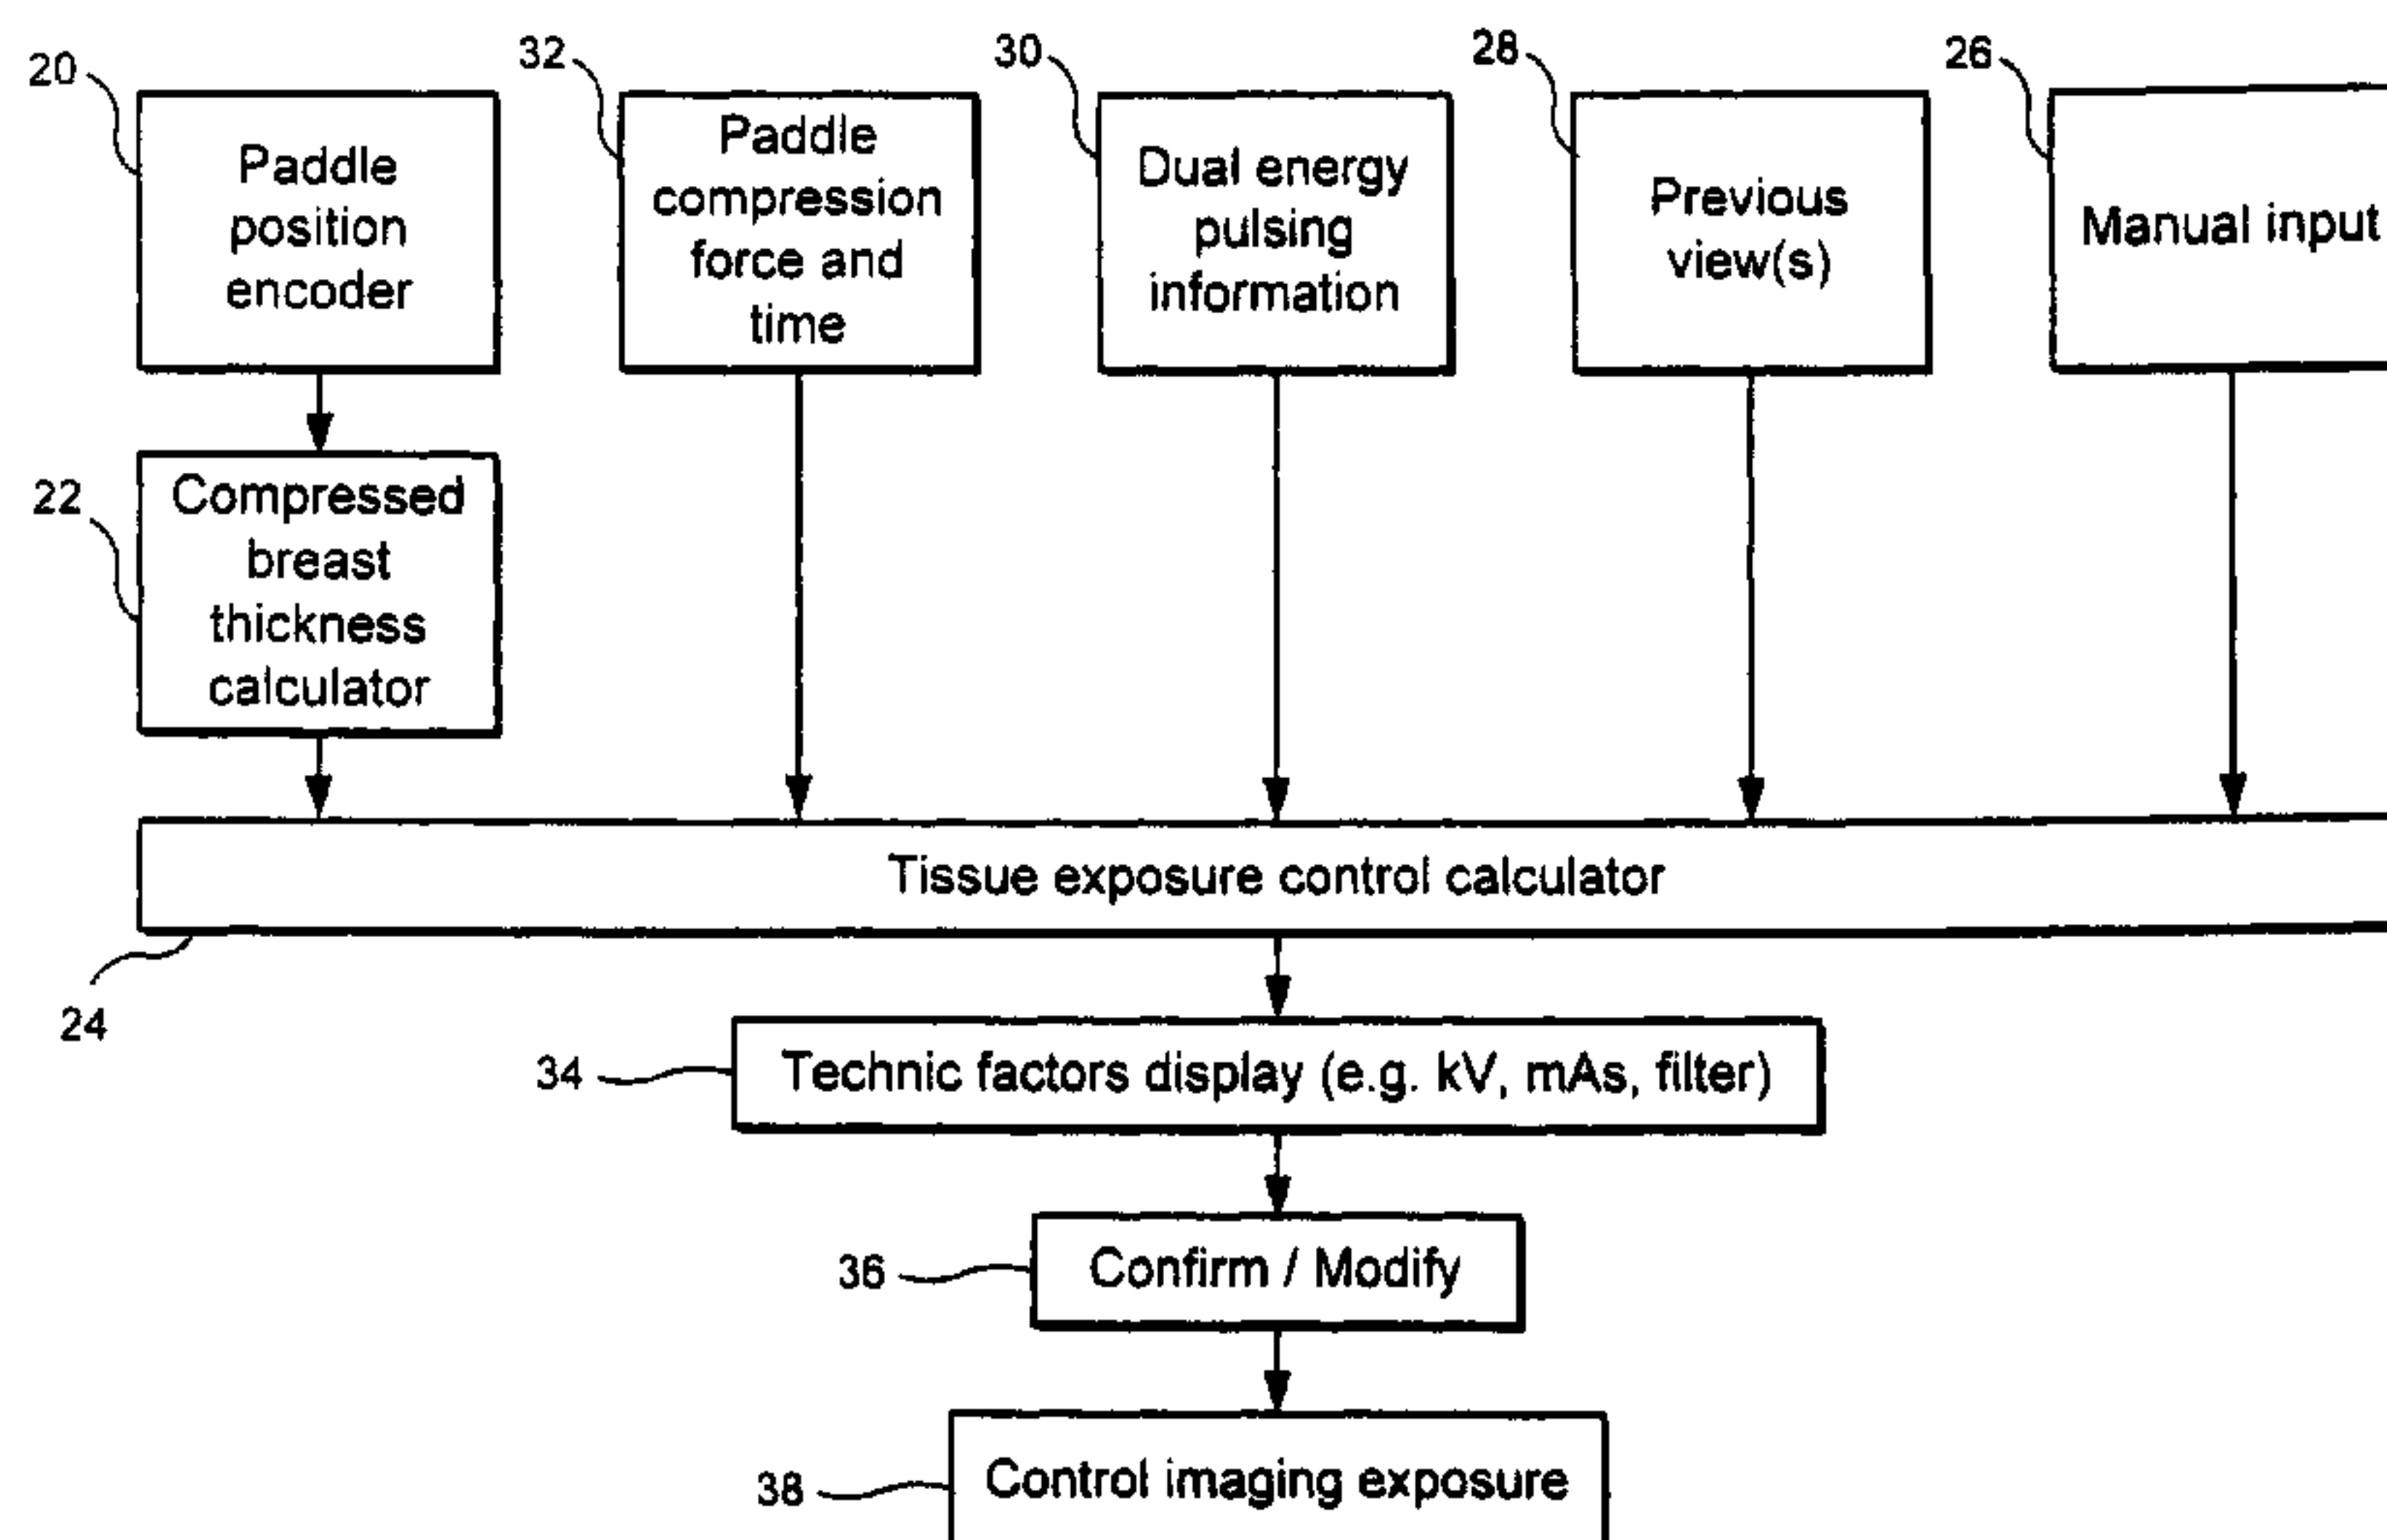 20
32
30
28
26
Paddle
position
encoder
Paddle
compression
force and
time
Dual energy
pulsing
information
Previous
view(s)
Manual input
22
Compressed
breast
thickness
calculator
Tissue exposure control calculator
24
34
Technic factors display (e.g. kV, mAs, filter)
36
Confirm / Modify
38
Control imaging exposure